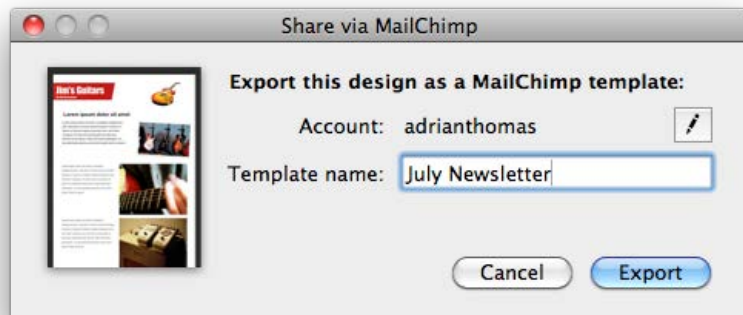 Share via MailChimp
Jim's Guitars
Lorem ipsum dolor sit amet
Export this design as a MailChimp template:
Account: adrianthomas
Template name: July Newsletter
Cancel Export